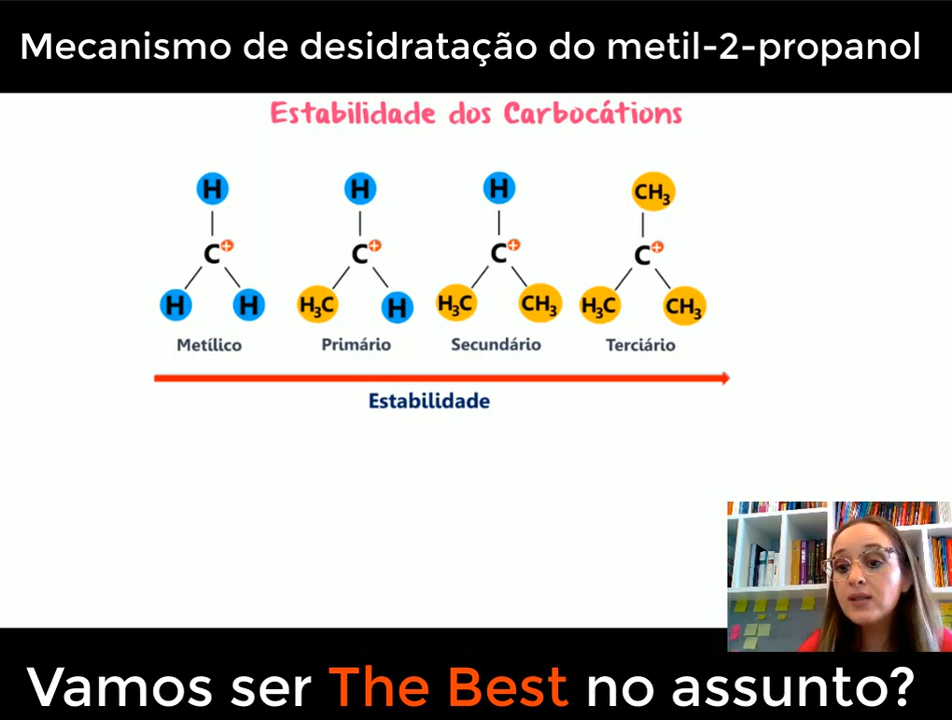 Mecanismo de desidratação do metil-2-propanol
Estabilidade dos Carbocátions
H H H CH₃
C⁺ C⁺ C⁺ C⁺
H H H₃C H H₃C CH₃ H₃C CH₃
Metílico Primário Secundário Terciário
Estabilidade
Vamos ser The Best no assunto?